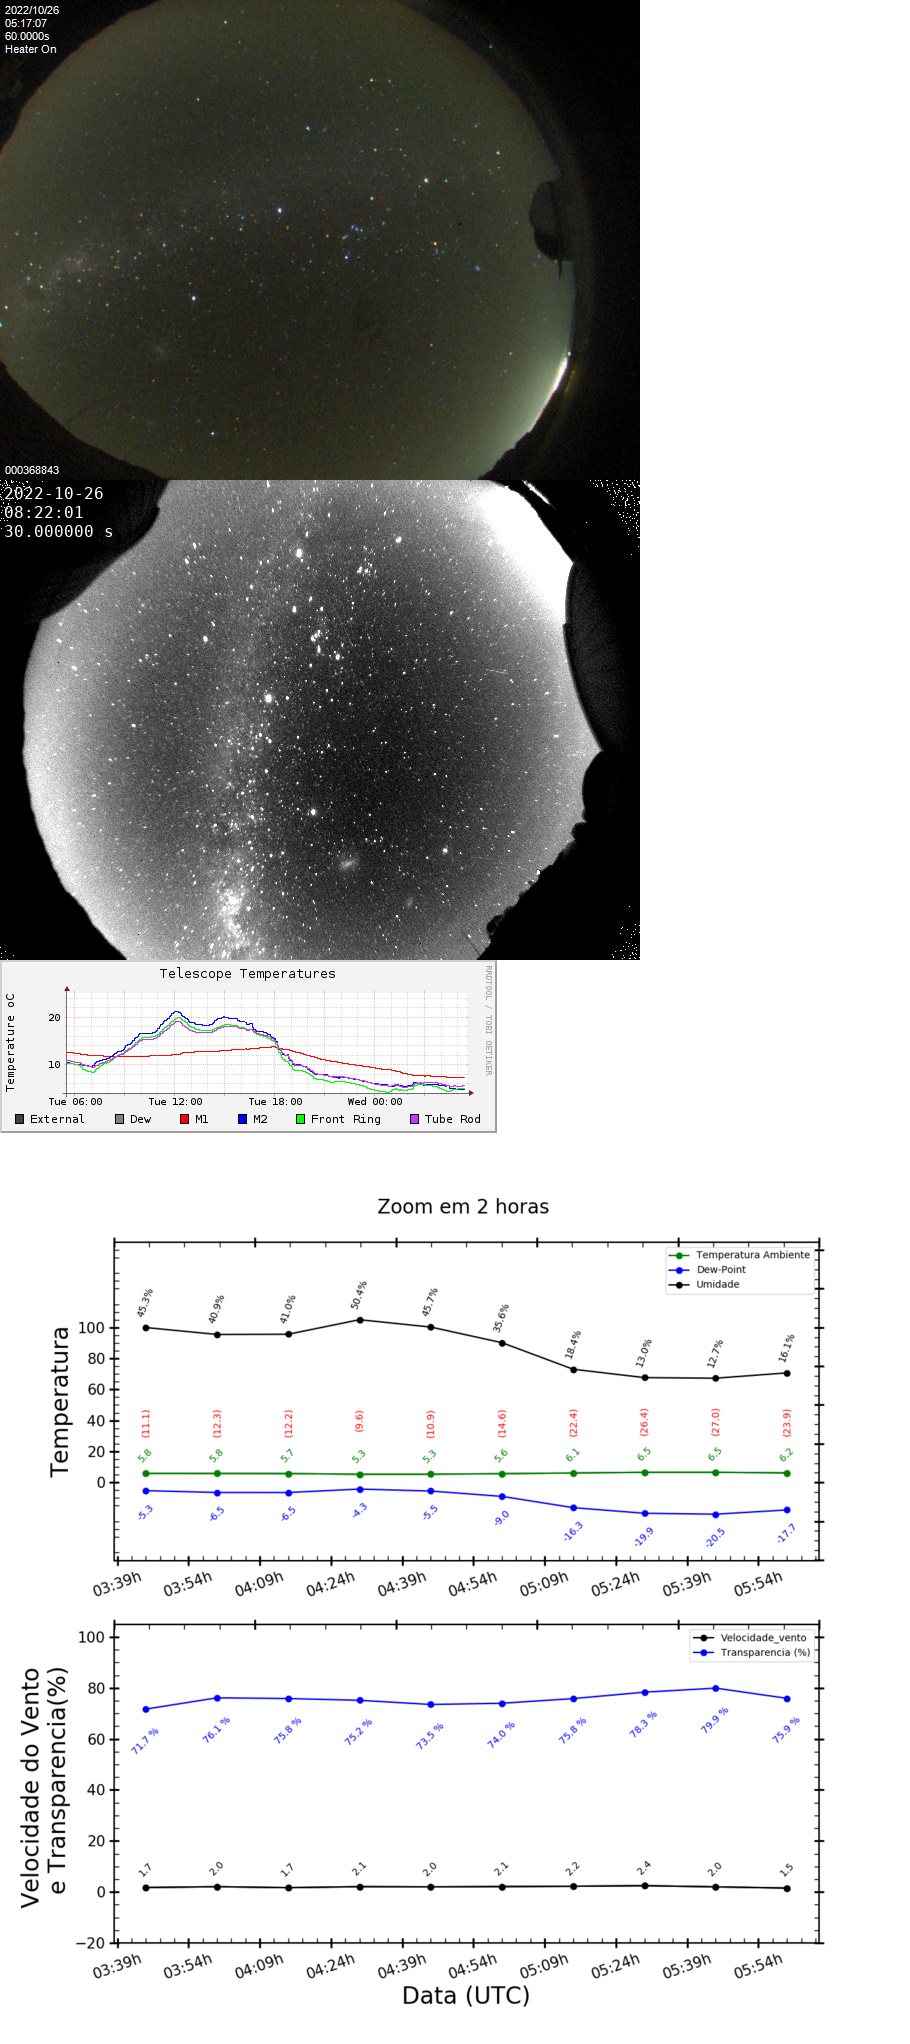 2022/10/26
05:17:07
60.0000s
Heater On
000368843
2022-10-26
08:22:01
30.000000 s
Telescope Temperatures
RRDTOOL / TOBI OETIKER
Temperature oC
20
10
Tue 06:00 Tue 12:00 Tue 18:00 Wed 00:00
External Dew M1 M2 Front Ring Tube Rod
Zoom em 2 horas
Temperatura Ambiente
Dew-Point
Umidade
Temperatura
100
80
60
40
20
0
45.3% 40.9% 41.0% 50.4% 45.7% 35.6% 18.4% 13.0% 12.7% 16.1%
(11.1) (12.3) (12.2) (9.6) (10.9) (14.6) (22.4) (26.4) (27.0) (23.9)
5.8 5.8 5.7 5.3 5.3 5.6 6.1 6.5 6.5 6.2
-5.3 -6.5 -6.5 -4.3 -5.5 -9.0 -16.3 -19.9 -20.5 -17.7
03:39h 03:54h 04:09h 04:24h 04:39h 04:54h 05:09h 05:24h 05:39h 05:54h
Velocidade_vento
Transparencia (%)
Velocidade do Vento
e Transparencia(%)
100
80
60
40
20
0
−20
71.7 % 76.1 % 75.8 % 75.2 % 73.5 % 74.0 % 75.8 % 78.3 % 79.9 % 75.9 %
1.7 2.0 1.7 2.1 2.0 2.1 2.2 2.4 2.0 1.5
03:39h 03:54h 04:09h 04:24h 04:39h 04:54h 05:09h 05:24h 05:39h 05:54h
Data (UTC)